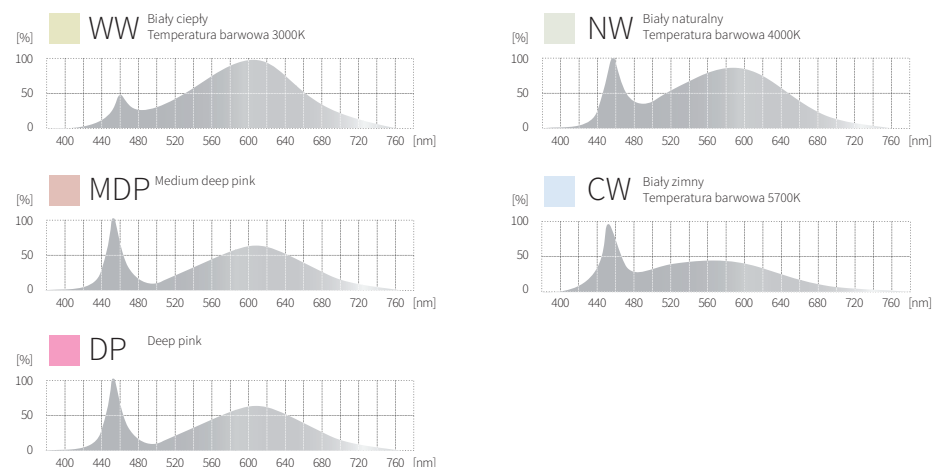 WW Biały ciepły
Temperatura barwowa 3000K
[%]
100
50
0
400 440 480 520 560 600 640 680 720 760 [nm]
NW Biały naturalny
Temperatura barwowa 4000K
[%]
100
50
0
400 440 480 520 560 600 640 680 720 760 [nm]
MDP Medium deep pink
[%]
100
50
0
400 440 480 520 560 600 640 680 720 760 [nm]
CW Biały zimny
Temperatura barwowa 5700K
[%]
100
50
0
400 440 480 520 560 600 640 680 720 760 [nm]
DP Deep pink
[%]
100
50
0
400 440 480 520 560 600 640 680 720 760 [nm]